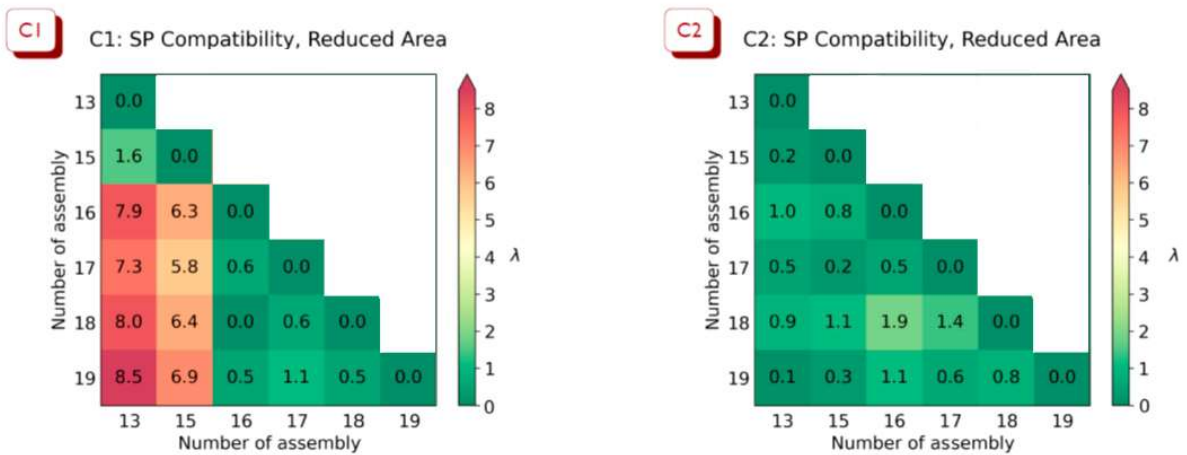 C1
C1: SP Compatibility, Reduced Area
Number of assembly
13
0.0
15
1.6 0.0
16
7.9 6.3 0.0
17
7.3 5.8 0.6 0.0
18
8.0 6.4 0.0 0.6 0.0
19
8.5 6.9 0.5 1.1 0.5 0.0
13 15 16 17 18 19
Number of assembly
8
7
6
5
4
3
2
1
0
λ
C2
C2: SP Compatibility, Reduced Area
Number of assembly
13
0.0
15
0.2 0.0
16
1.0 0.8 0.0
17
0.5 0.2 0.5 0.0
18
0.9 1.1 1.9 1.4 0.0
19
0.1 0.3 1.1 0.6 0.8 0.0
13 15 16 17 18 19
Number of assembly
8
7
6
5
4
3
2
1
0
λ